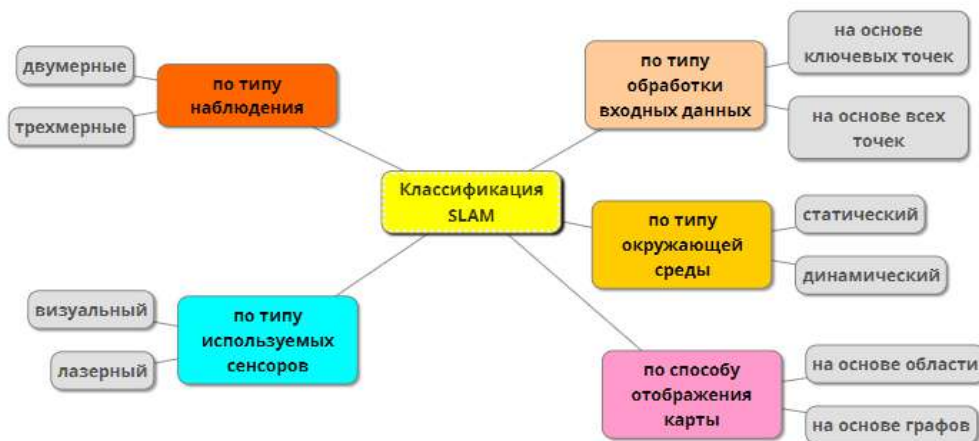 Классификация
SLAM
по типу
наблюдения
двумерные
трехмерные
по типу
используемых
сенсоров
визуальный
лазерный
по типу
обработки
входных данных
на основе
ключевых точек
на основе всех
точек
по типу
окружающей
среды
статический
динамический
по способу
отображения
карты
на основе области
на основе графов